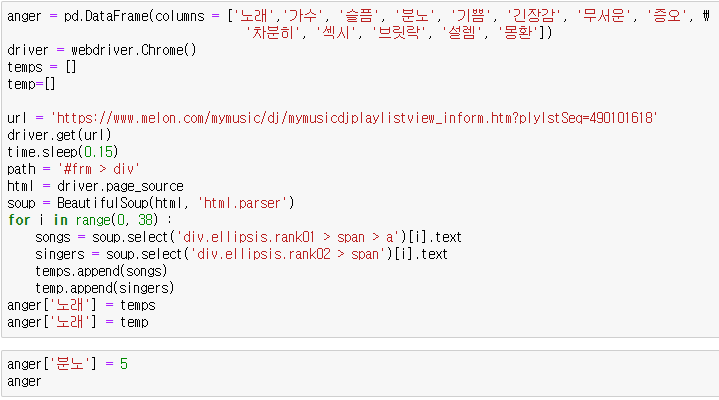 anger = pd.DataFrame(columns = ['노래','가수', '슬픔', '분노', '기쁨', '긴장감', '무서운', '증오', ₩
'차분히', '섹시', '브릿락', '설렘', '몽환'])
driver = webdriver.Chrome()
temps = []
temp=[]
url = 'https://www.melon.com/mymusic/dj/mymusicdjplaylistview_inform.htm?plylstSeq=490101618'
driver.get(url)
time.sleep(0.15)
path = '#frm > div'
html = driver.page_source
soup = BeautifulSoup(html, 'html.parser')
for i in range(0, 38) :
songs = soup.select('div.ellipsis.rank01 > span > a')[i].text
singers = soup.select('div.ellipsis.rank02 > span')[i].text
temps.append(songs)
temp.append(singers)
anger['노래'] = temps
anger['노래'] = temp
anger['분노'] = 5
anger